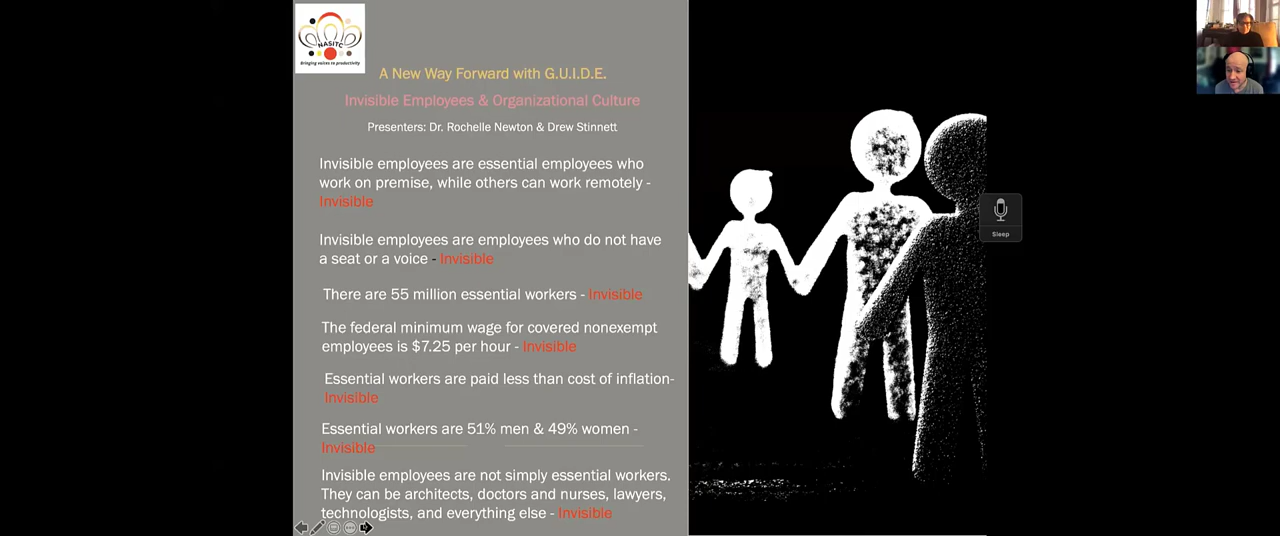 NASITC
Bringing voices to productivity
A New Way Forward with G.U.I.D.E.
Invisible Employees & Organizational Culture
Presenters: Dr. Rochelle Newton & Drew Stinnett
Invisible employees are essential employees who
work on premise, while others can work remotely -
Invisible
Invisible employees are employees who do not have
a seat or a voice - Invisible
There are 55 million essential workers - Invisible
The federal minimum wage for covered nonexempt
employees is $7.25 per hour - Invisible
Essential workers are paid less than cost of inflation-
Invisible
Essential workers are 51% men & 49% women -
Invisible
Invisible employees are not simply essential workers.
They can be architects, doctors and nurses, lawyers,
technologists, and everything else - Invisible
Sleep